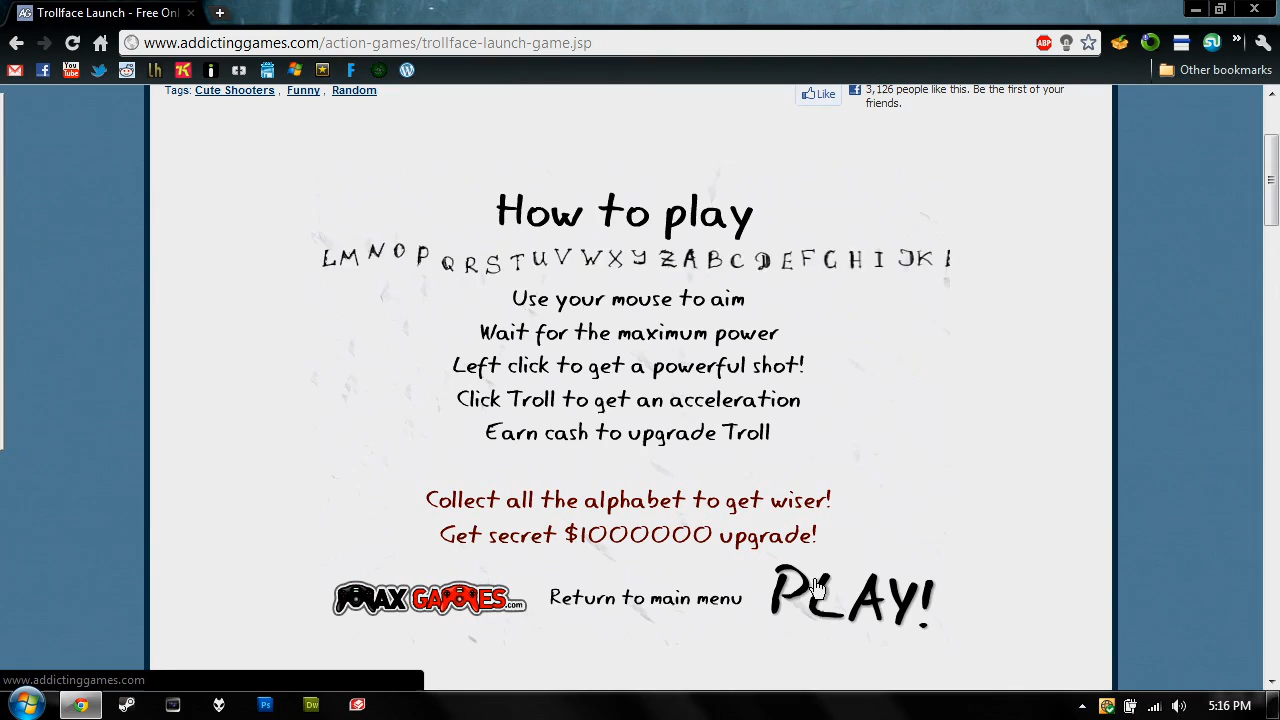 Trollface Launch - Free Onl
www.addictinggames.com/action-games/trollface-launch-game.jsp
Other bookmarks
Tags: Cute Shooters , Funny , Random
Like
3,126 people like this. Be the first of your
friends.
How to play
LMNOPQRSTUVWXYZABCDEFGHIJK
Use your mouse to aim
Wait for the maximum power
Left click to get a powerful shot!
Click Troll to get an acceleration
Earn cash to upgrade Troll
Collect all the alphabet to get wiser!
Get secret $1000000 upgrade!
MAX GAMES.com
Return to main menu
PLAY!
www.addictinggames.com
5:16 PM